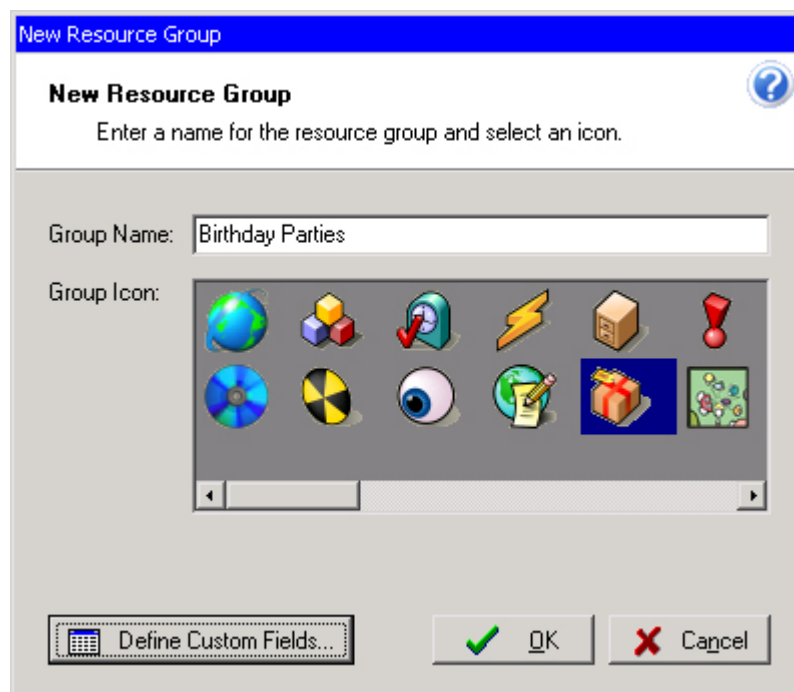 New Resource Group
New Resource Group
Enter a name for the resource group and select an icon.
Group Name: Birthday Parties
Group Icon:
Define Custom Fields... OK Cancel